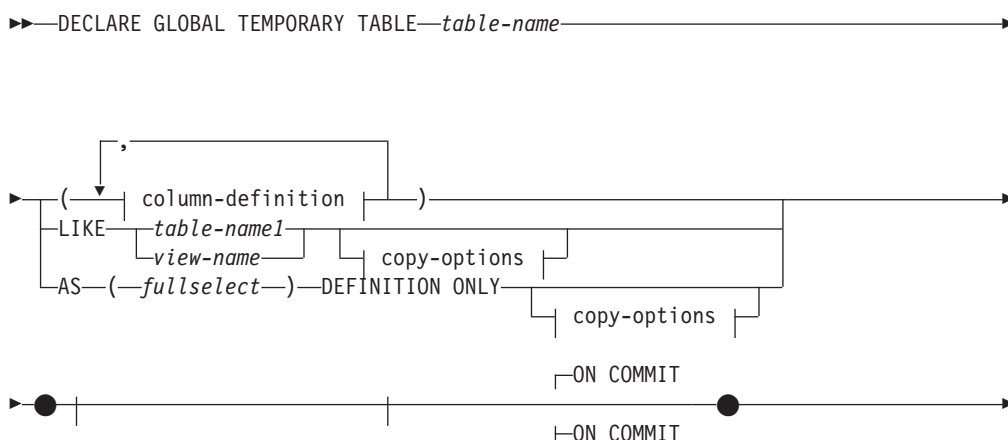 DECLARE GLOBAL TEMPORARY TABLE table-name
,
( column-definition )
LIKE table-name1
view-name copy-options
AS ( fullselect ) DEFINITION ONLY
copy-options
ON COMMIT
ON COMMIT